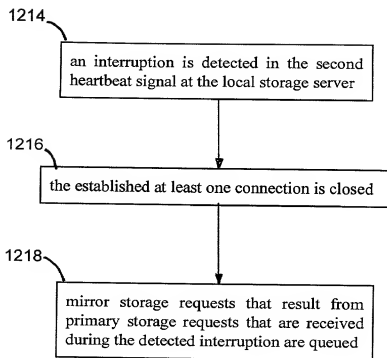 1214
an interruption is detected in the second
heartbeat signal at the local storage server
1216
the established at least one connection is closed
1218
mirror storage requests that result from
primary storage requests that are received
during the detected interruption are queued